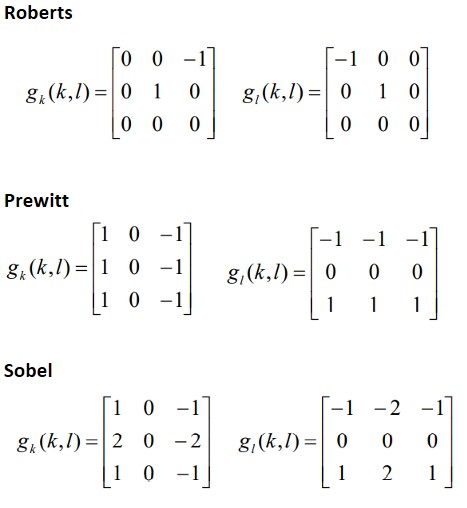 Roberts
0 0 -1 -1 0 0
g_k(k,l) = 0 1 0 g_l(k,l) = 0 1 0
0 0 0 0 0 0
Prewitt
1 0 -1 -1 -1 -1
g_k(k,l) = 1 0 -1 g_l(k,l) = 0 0 0
1 0 -1 1 1 1
Sobel
1 0 -1 -1 -2 -1
g_k(k,l) = 2 0 -2 g_l(k,l) = 0 0 0
1 0 -1 1 2 1